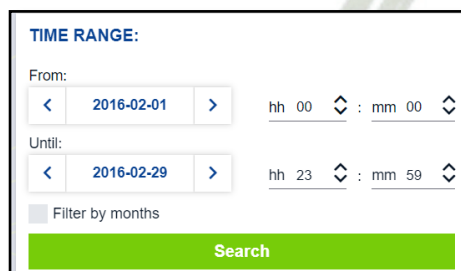 TIME RANGE:
From:
2016-02-01 hh 00 : mm 00
Until:
2016-02-29 hh 23 : mm 59
Filter by months
Search